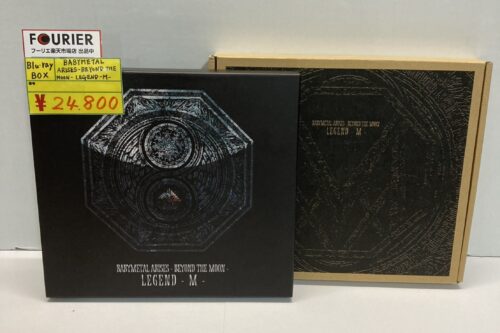 FOURIER
フーリエ楽天市場店 出品中
Blu-ray
BOX
BABYMETAL
ARISES-BEYOND THE
MOON- LEGEND-M-
¥24.800
BABYMETAL ARISES - BEYOND THE MOON -
LEGEND - M -
BABYMETAL ARISES - BEYOND THE MOON
LEGEND - M